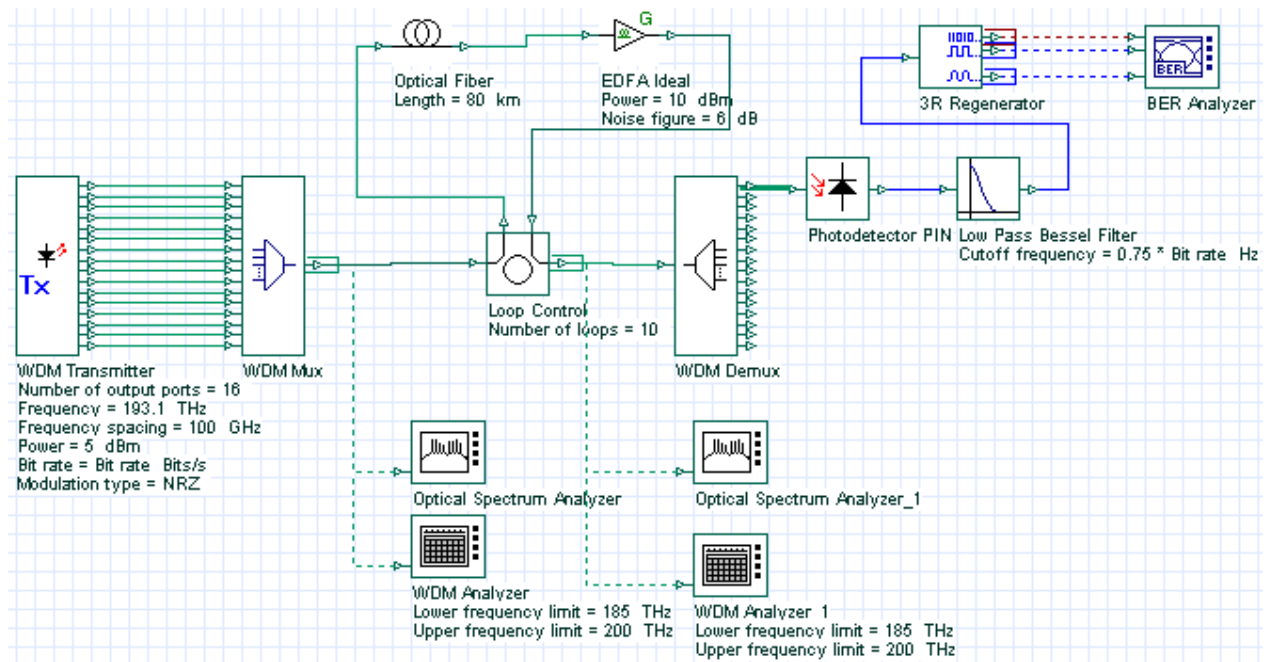 G
Optical Fiber
Length = 80 km
EDFA Ideal
Power = 10 dBm
Noise figure = 6 dB
3R Regenerator
BER
BER Analyzer
Tx
WDM Transmitter
Number of output ports = 16
Frequency = 193.1 THz
Frequency spacing = 100 GHz
Power = 5 dBm
Bit rate = Bit rate Bits/s
Modulation type = NRZ
WDM Mux
Loop Control
Number of loops = 10
WDM Demux
Photodetector PIN
Low Pass Bessel Filter
Cutoff frequency = 0.75 * Bit rate Hz
Optical Spectrum Analyzer
Optical Spectrum Analyzer_1
WDM Analyzer
Lower frequency limit = 185 THz
Upper frequency limit = 200 THz
WDM Analyzer_1
Lower frequency limit = 185 THz
Upper frequency limit = 200 THz